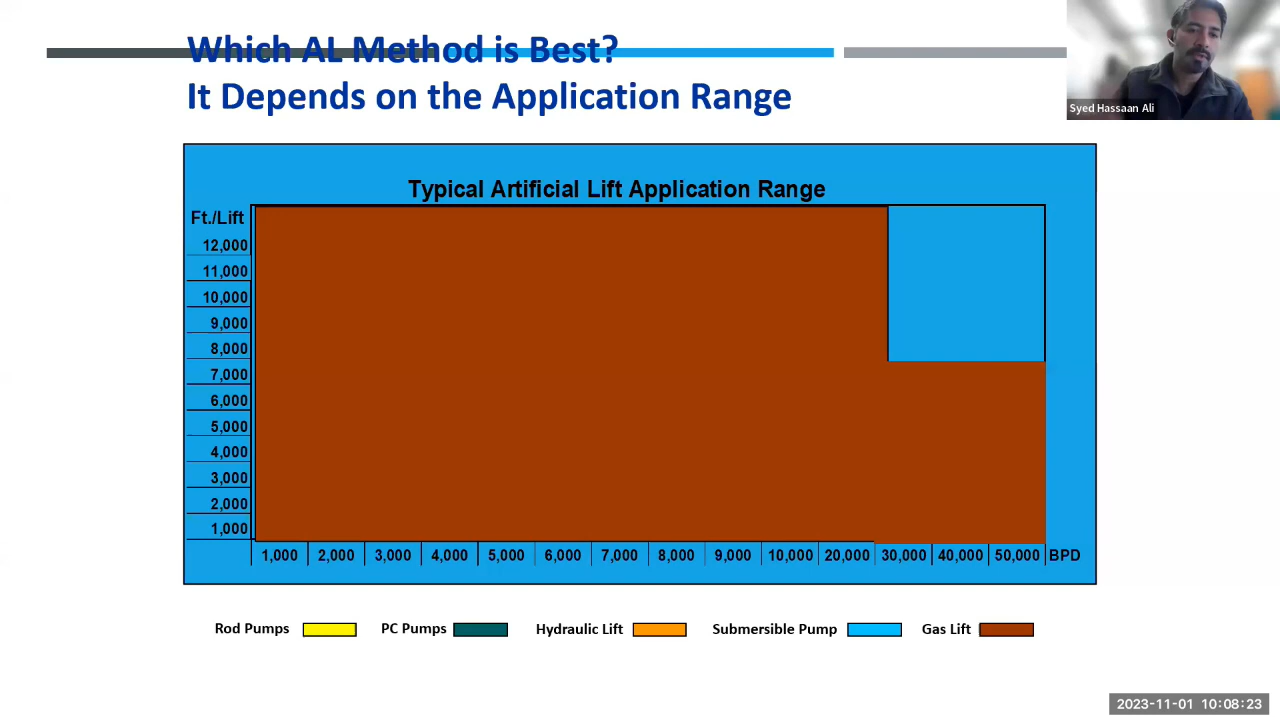 Which AL Method is Best?
It Depends on the Application Range
Syed Hassaan Ali
Typical Artificial Lift Application Range
Ft./Lift
12,000
11,000
10,000
9,000
8,000
7,000
6,000
5,000
4,000
3,000
2,000
1,000
1,000 2,000 3,000 4,000 5,000 6,000 7,000 8,000 9,000 10,000 20,000 30,000 40,000 50,000 BPD
Rod Pumps PC Pumps Hydraulic Lift Submersible Pump Gas Lift
2023-11-01 10:08:23